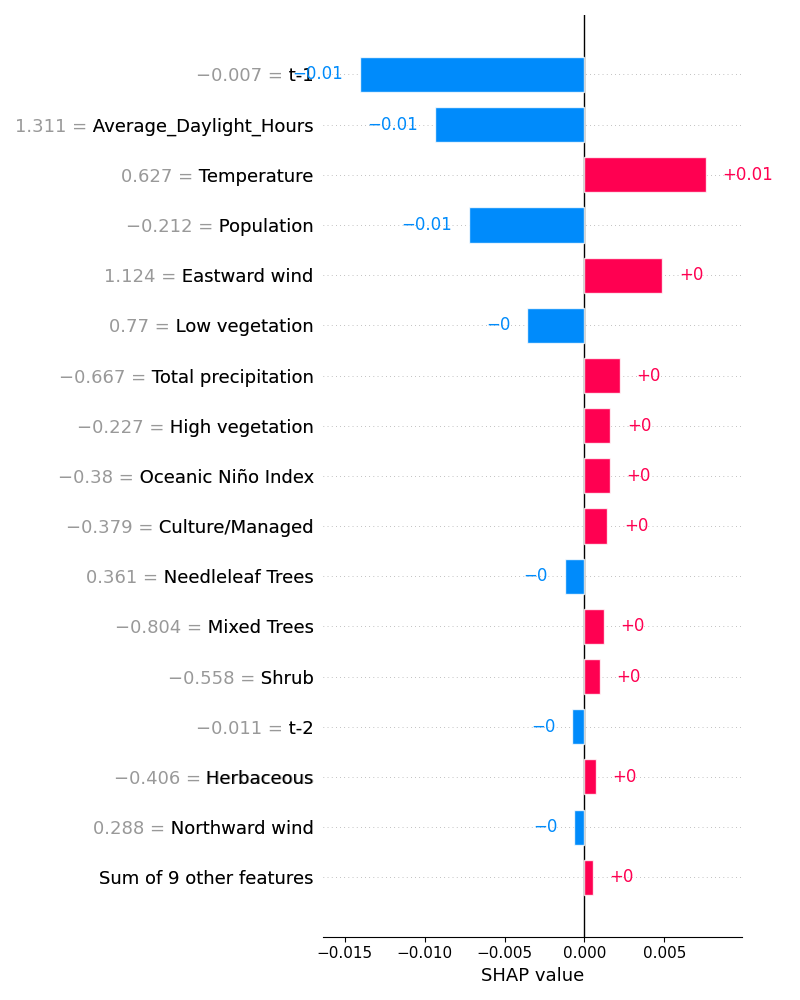 −0.007 = t-1 −0.01
1.311 = Average_Daylight_Hours −0.01
0.627 = Temperature +0.01
−0.212 = Population −0.01
1.124 = Eastward wind +0
0.77 = Low vegetation −0
−0.667 = Total precipitation +0
−0.227 = High vegetation +0
−0.38 = Oceanic Niño Index +0
−0.379 = Culture/Managed +0
0.361 = Needleleaf Trees −0
−0.804 = Mixed Trees +0
−0.558 = Shrub +0
−0.011 = t-2 −0
−0.406 = Herbaceous +0
0.288 = Northward wind −0
Sum of 9 other features +0
−0.015 −0.010 −0.005 0.000 0.005
SHAP value